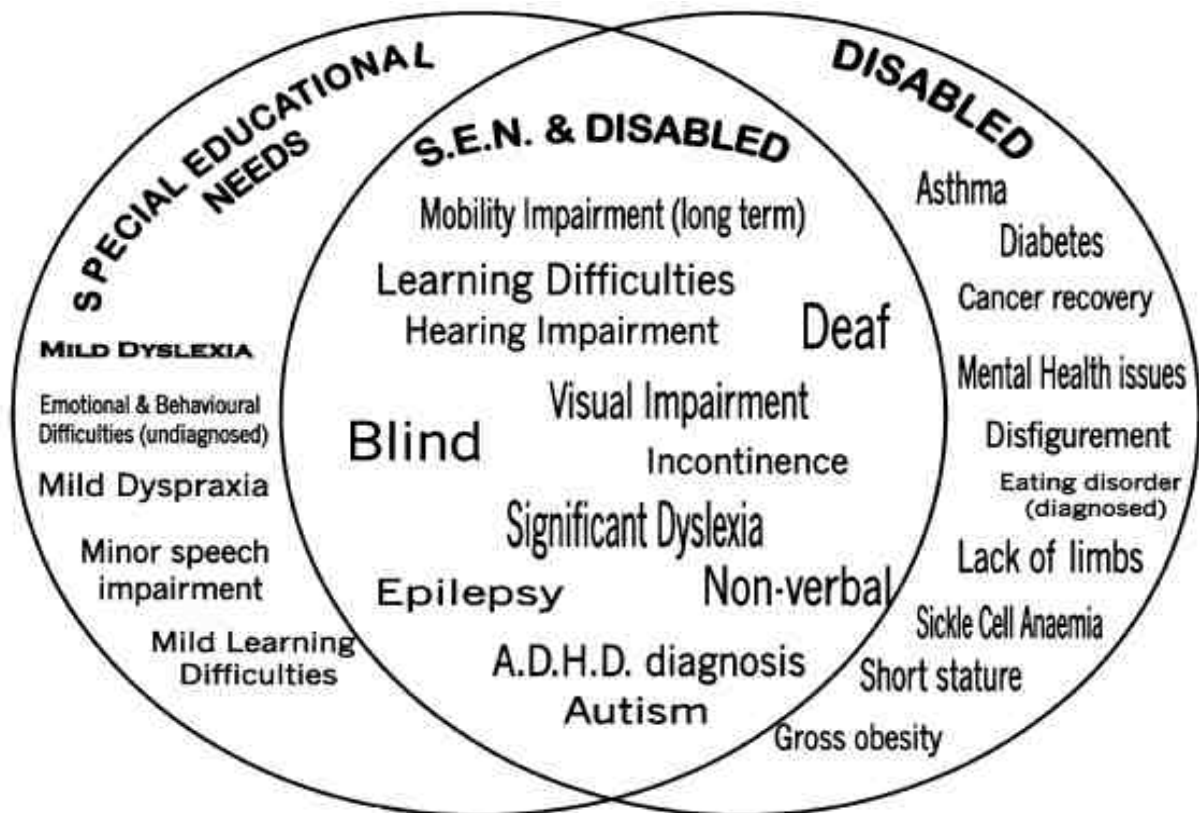 SPECIAL EDUCATIONAL
NEEDS
MILD DYSLEXIA
Emotional & Behavioural
Difficulties (undiagnosed)
Mild Dyspraxia
Minor speech
impairment
Mild Learning
Difficulties
S.E.N. & DISABLED
Mobility Impairment (long term)
Learning Difficulties
Hearing Impairment
Deaf
Visual Impairment
Blind
Incontinence
Significant Dyslexia
Epilepsy
Non-verbal
A.D.H.D. diagnosis
Autism
DISABLED
Asthma
Diabetes
Cancer recovery
Mental Health issues
Disfigurement
Eating disorder
(diagnosed)
Lack of limbs
Sickle Cell Anaemia
Short stature
Gross obesity